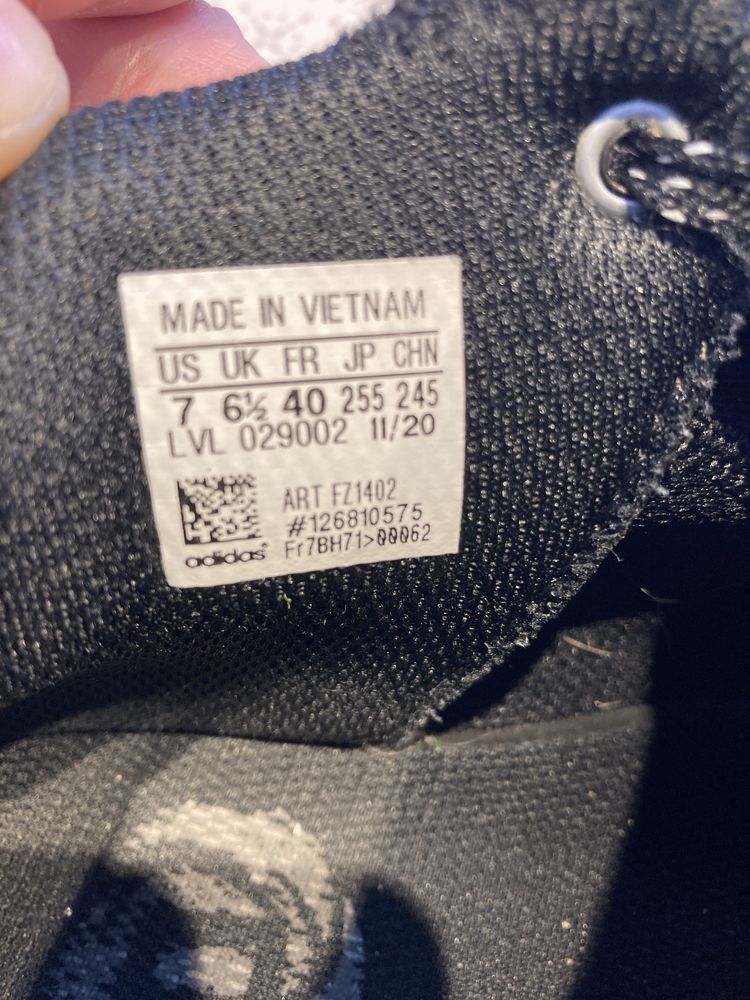 MADE IN VIETNAM
US UK FR JP CHN
7 6½ 40 255 245
LVL 029002 11/20
ART FZ1402
#126810575
Fr7BH71>00062
adidas